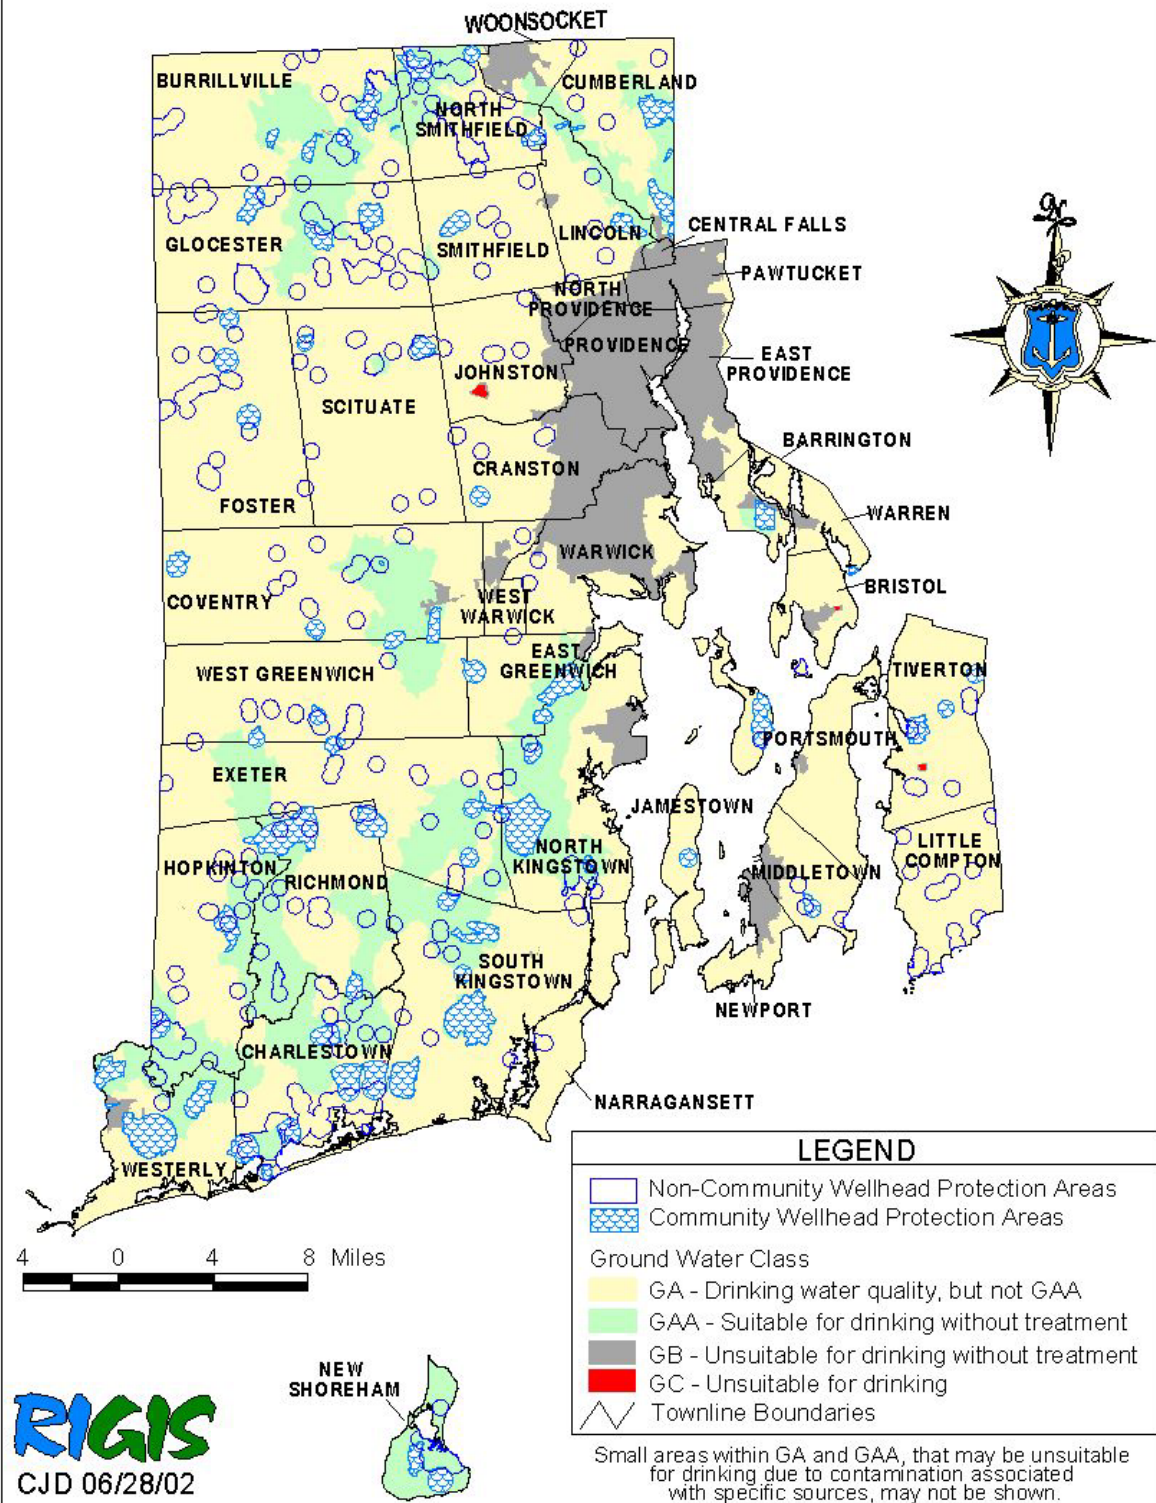 WOONSOCKET
BURRILLVILLE
CUMBERLAND
NORTH
SMITHFIELD
GLOCESTER
SMITHFIELD
LINCOLN
CENTRAL FALLS
PAWTUCKET
NORTH
PROVIDENCE
PROVIDENCE
EAST
PROVIDENCE
JOHNSTON
SCITUATE
BARRINGTON
CRANSTON
FOSTER
WARREN
WARWICK
BRISTOL
COVENTRY
WEST
WARWICK
EAST
GREENWICH
WEST GREENWICH
TIVERTON
PORTSMOUTH
EXETER
JAMESTOWN
LITTLE
COMPTON
NORTH
KINGSTOWN
HOPKINTON
RICHMOND
MIDDLETOWN
SOUTH
KINGSTOWN
NEWPORT
CHARLESTOWN
NARRAGANSETT
WESTERLY
LEGEND
Non-Community Wellhead Protection Areas
Community Wellhead Protection Areas
Ground Water Class
GA - Drinking water quality, but not GAA
GAA - Suitable for drinking without treatment
GB - Unsuitable for drinking without treatment
GC - Unsuitable for drinking
Townline Boundaries
4 0 4 8 Miles
NEW
SHOREHAM
RIGIS
CJD 06/28/02
Small areas within GA and GAA, that may be unsuitable
for drinking due to contamination associated
with specific sources, may not be shown.
N